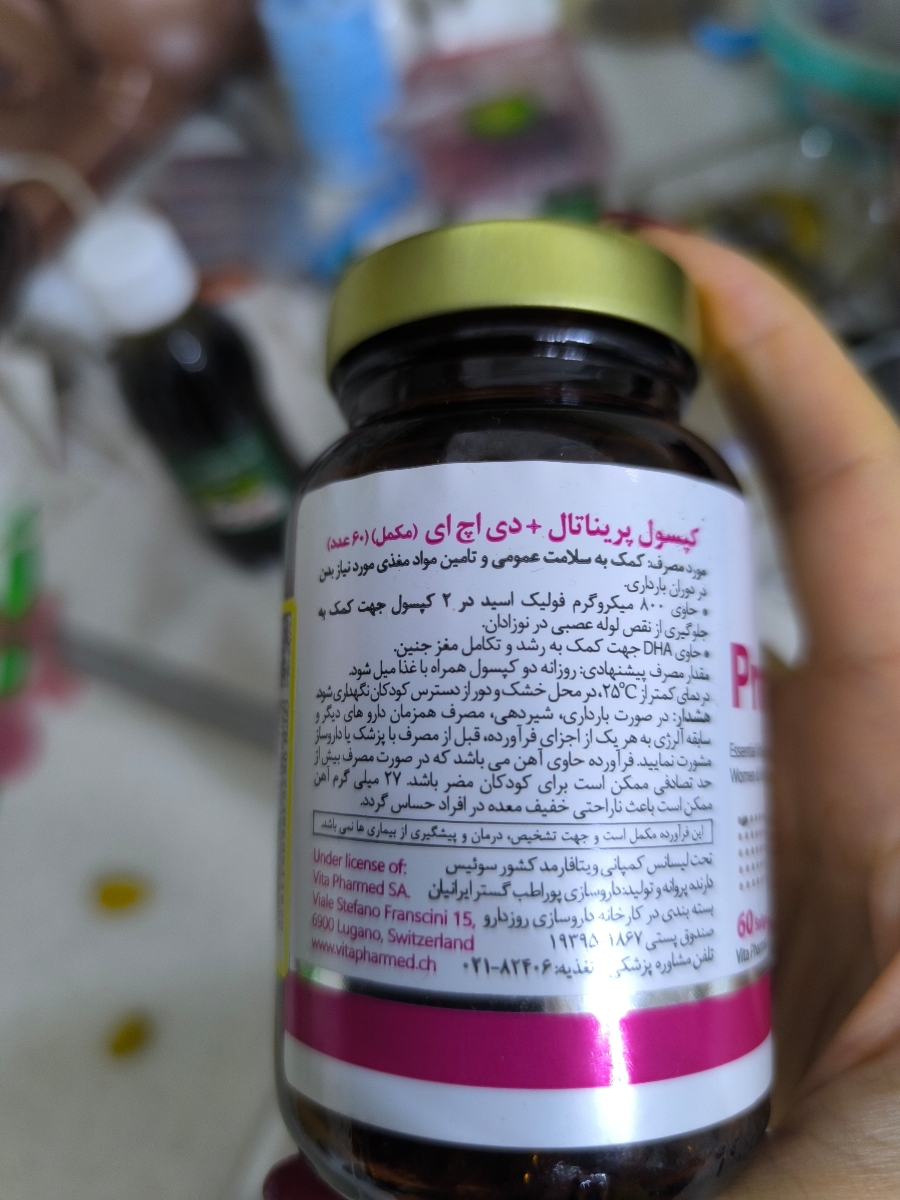 کپسول پریناتال + دی اچ ای (مکمل) (۶۰ عدد)
مورد مصرف: کمک به سلامت عمومی و تامین مواد مغذی مورد نیاز بدن
در دوران بارداری.
* حاوی ۸۰۰ میکروگرم فولیک اسید در ۲ کپسول جهت کمک به
جلوگیری از نقص لوله عصبی در نوزادان.
* حاوی DHA جهت کمک به رشد و تکامل مغز جنین.
مقدار مصرف پیشنهادی: روزانه دو کپسول همراه با غذا میل شود.
در دمای کمتر از ۲۵°C، در محل خشک و دور از دسترس کودکان نگهداری شود.
هشدار: در صورت بارداری، شیردهی، مصرف همزمان دارو های دیگر و
سابقه آلرژی به هر یک از اجزای فرآورده، قبل از مصرف با پزشک یا داروساز
مشورت نمایید. فرآورده حاوی آهن می باشد که در صورت مصرف بیش از
حد تصادفی ممکن است برای کودکان مضر باشد. ۲۷ میلی گرم آهن
ممکن است باعث ناراحتی خفیف معده در افراد حساس گردد.
این فرآورده مکمل است و جهت تشخیص، درمان و پیشگیری از بیماری ها نمی باشد.
تحت لیسانس کمپانی ویتافارمد کشور سوئیس
دارنده پروانه و تولید: داروسازی پوراطب گستر ایرانیان
بسته بندی در کارخانه داروسازی روزدارو
صندوق پستی ۱۸۶۷ ۱۹۳۹۵
تلفن مشاوره پزشکی تغذیه: ۸۲۴۰۶-۰۲۱
Under license of:
Vita Pharmed SA.
Viale Stefano Franscini 15,
6900 Lugano, Switzerland
www.vitapharmed.ch
Essential
Women
60